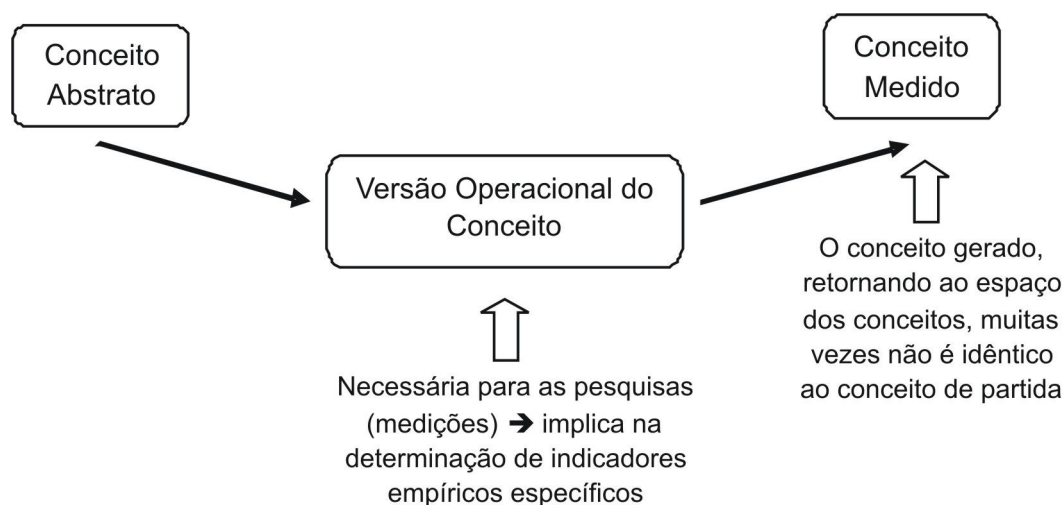 Conceito
Abstrato
Conceito
Medido
Versão Operacional do
Conceito
O conceito gerado,
retornando ao espaço
dos conceitos, muitas
vezes não é idêntico
ao conceito de partida
Necessária para as pesquisas
(medições) ➔ implica na
determinação de indicadores
empíricos específicos